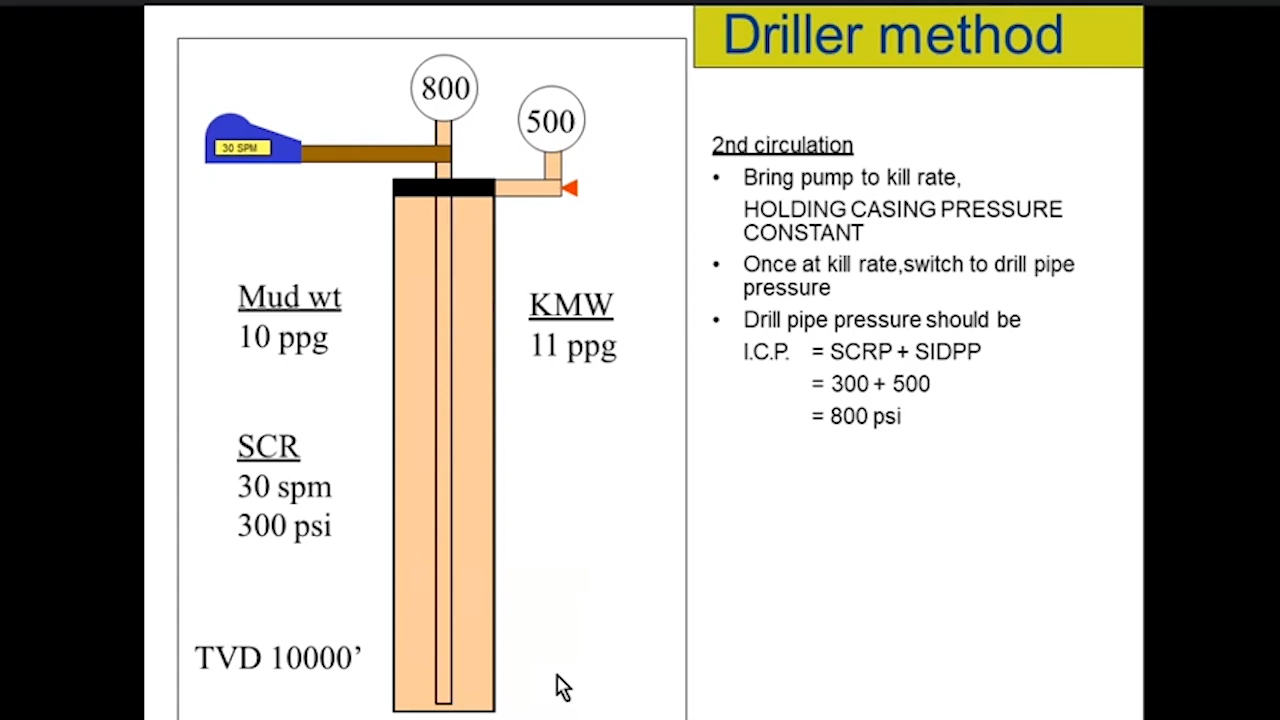 Driller method
800
500
30 SPM
2nd circulation
• Bring pump to kill rate,
HOLDING CASING PRESSURE
CONSTANT
• Once at kill rate,switch to drill pipe
pressure
• Drill pipe pressure should be
I.C.P. = SCRP + SIDPP
= 300 + 500
= 800 psi
Mud wt
10 ppg
KMW
11 ppg
SCR
30 spm
300 psi
TVD 10000’